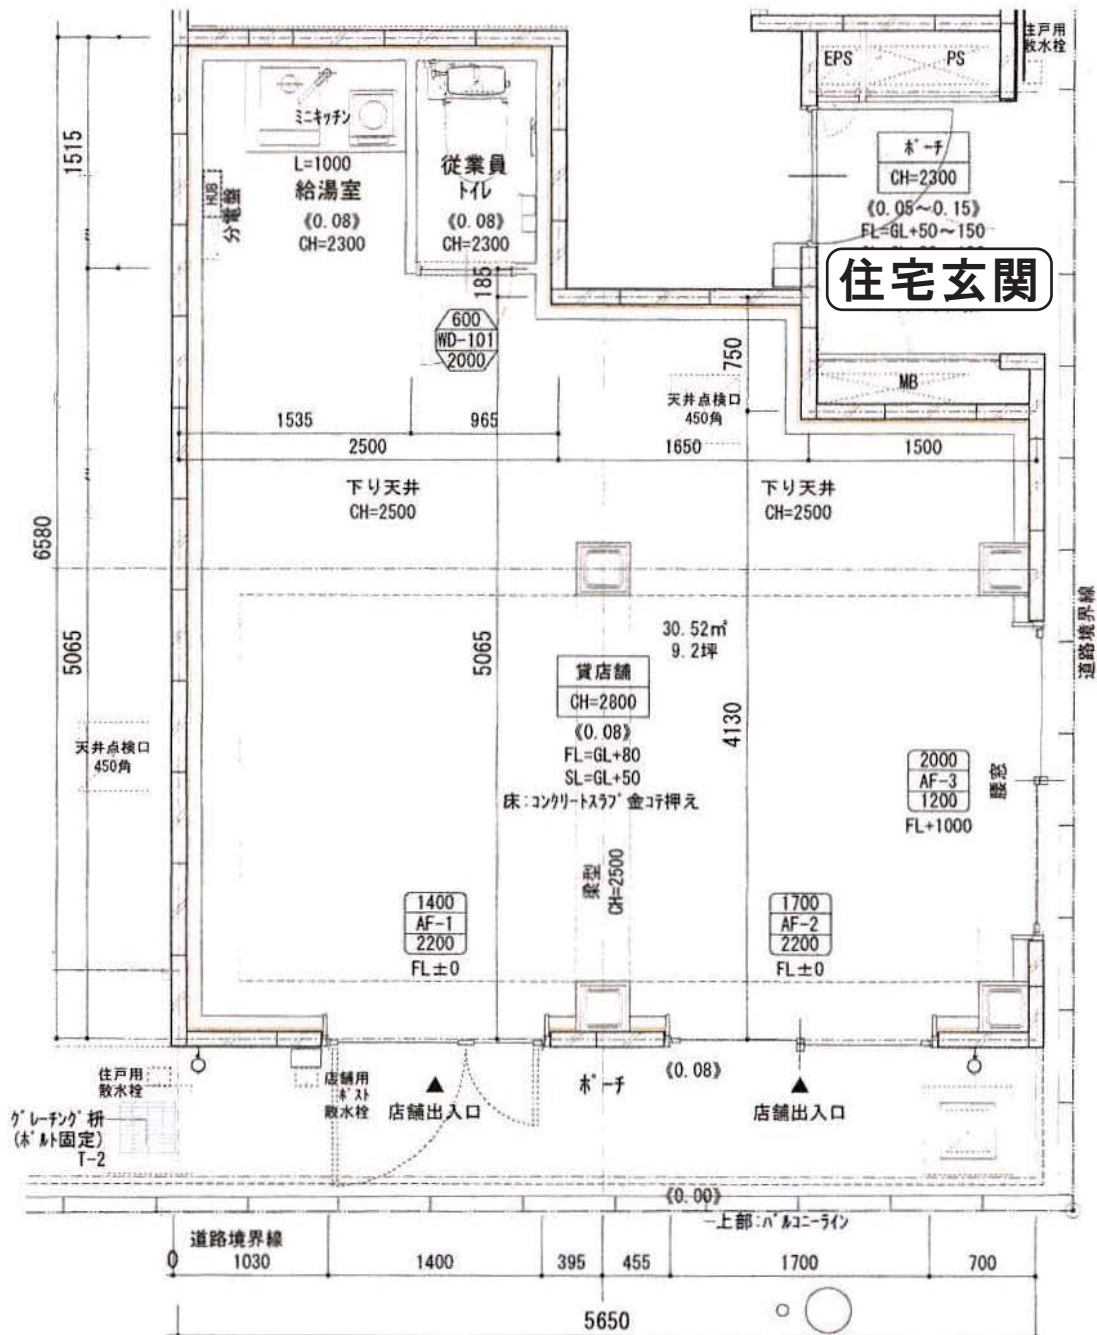 住戸用
散水栓
EPS
PS
ミニキッチン
L=1000
給湯室
《0.08》
CH=2300
従業員
トイレ
《0.08》
CH=2300
HUB
分電盤
ポーチ
CH=2300
《0.05～0.15》
FL=GL+50～150
住宅玄関
1515
185
600
WD-101
2000
750
MB
天井点検口
450角
1535
965
2500
1650
1500
下り天井
CH=2500
下り天井
CH=2500
6580
5065
5065
30.52㎡
9.2坪
貸店舗
CH=2800
《0.08》
FL=GL+80
SL=GL+50
床:コンクリートスラブ金コテ押え
4130
道路境界線
天井点検口
450角
2000
AF-3
1200
FL+1000
腰窓
梁型
CH=2500
1400
AF-1
2200
FL±0
1700
AF-2
2200
FL±0
住戸用
散水栓
店舗用
ポスト
散水栓
店舗出入口
ポーチ
《0.08》
店舗出入口
グレーチング桝
(ボルト固定)
T-2
《0.00》
上部:バルコニーライン
道路境界線
0
1030
1400
395
455
1700
700
5650